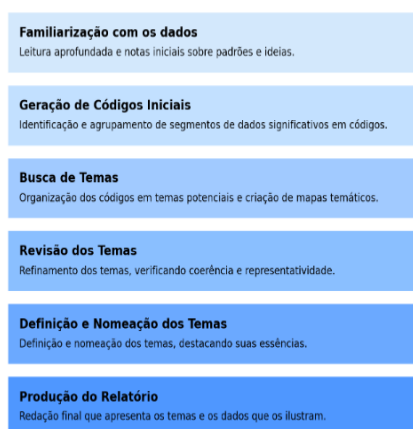 Familiarização com os dados
Leitura aprofundada e notas iniciais sobre padrões e ideias.
Geração de Códigos Iniciais
Identificação e agrupamento de segmentos de dados significativos em códigos.
Busca de Temas
Organização dos códigos em temas potenciais e criação de mapas temáticos.
Revisão dos Temas
Refinamento dos temas, verificando coerência e representatividade.
Definição e Nomeação dos Temas
Definição e nomeação dos temas, destacando suas essências.
Produção do Relatório
Redação final que apresenta os temas e os dados que os ilustram.